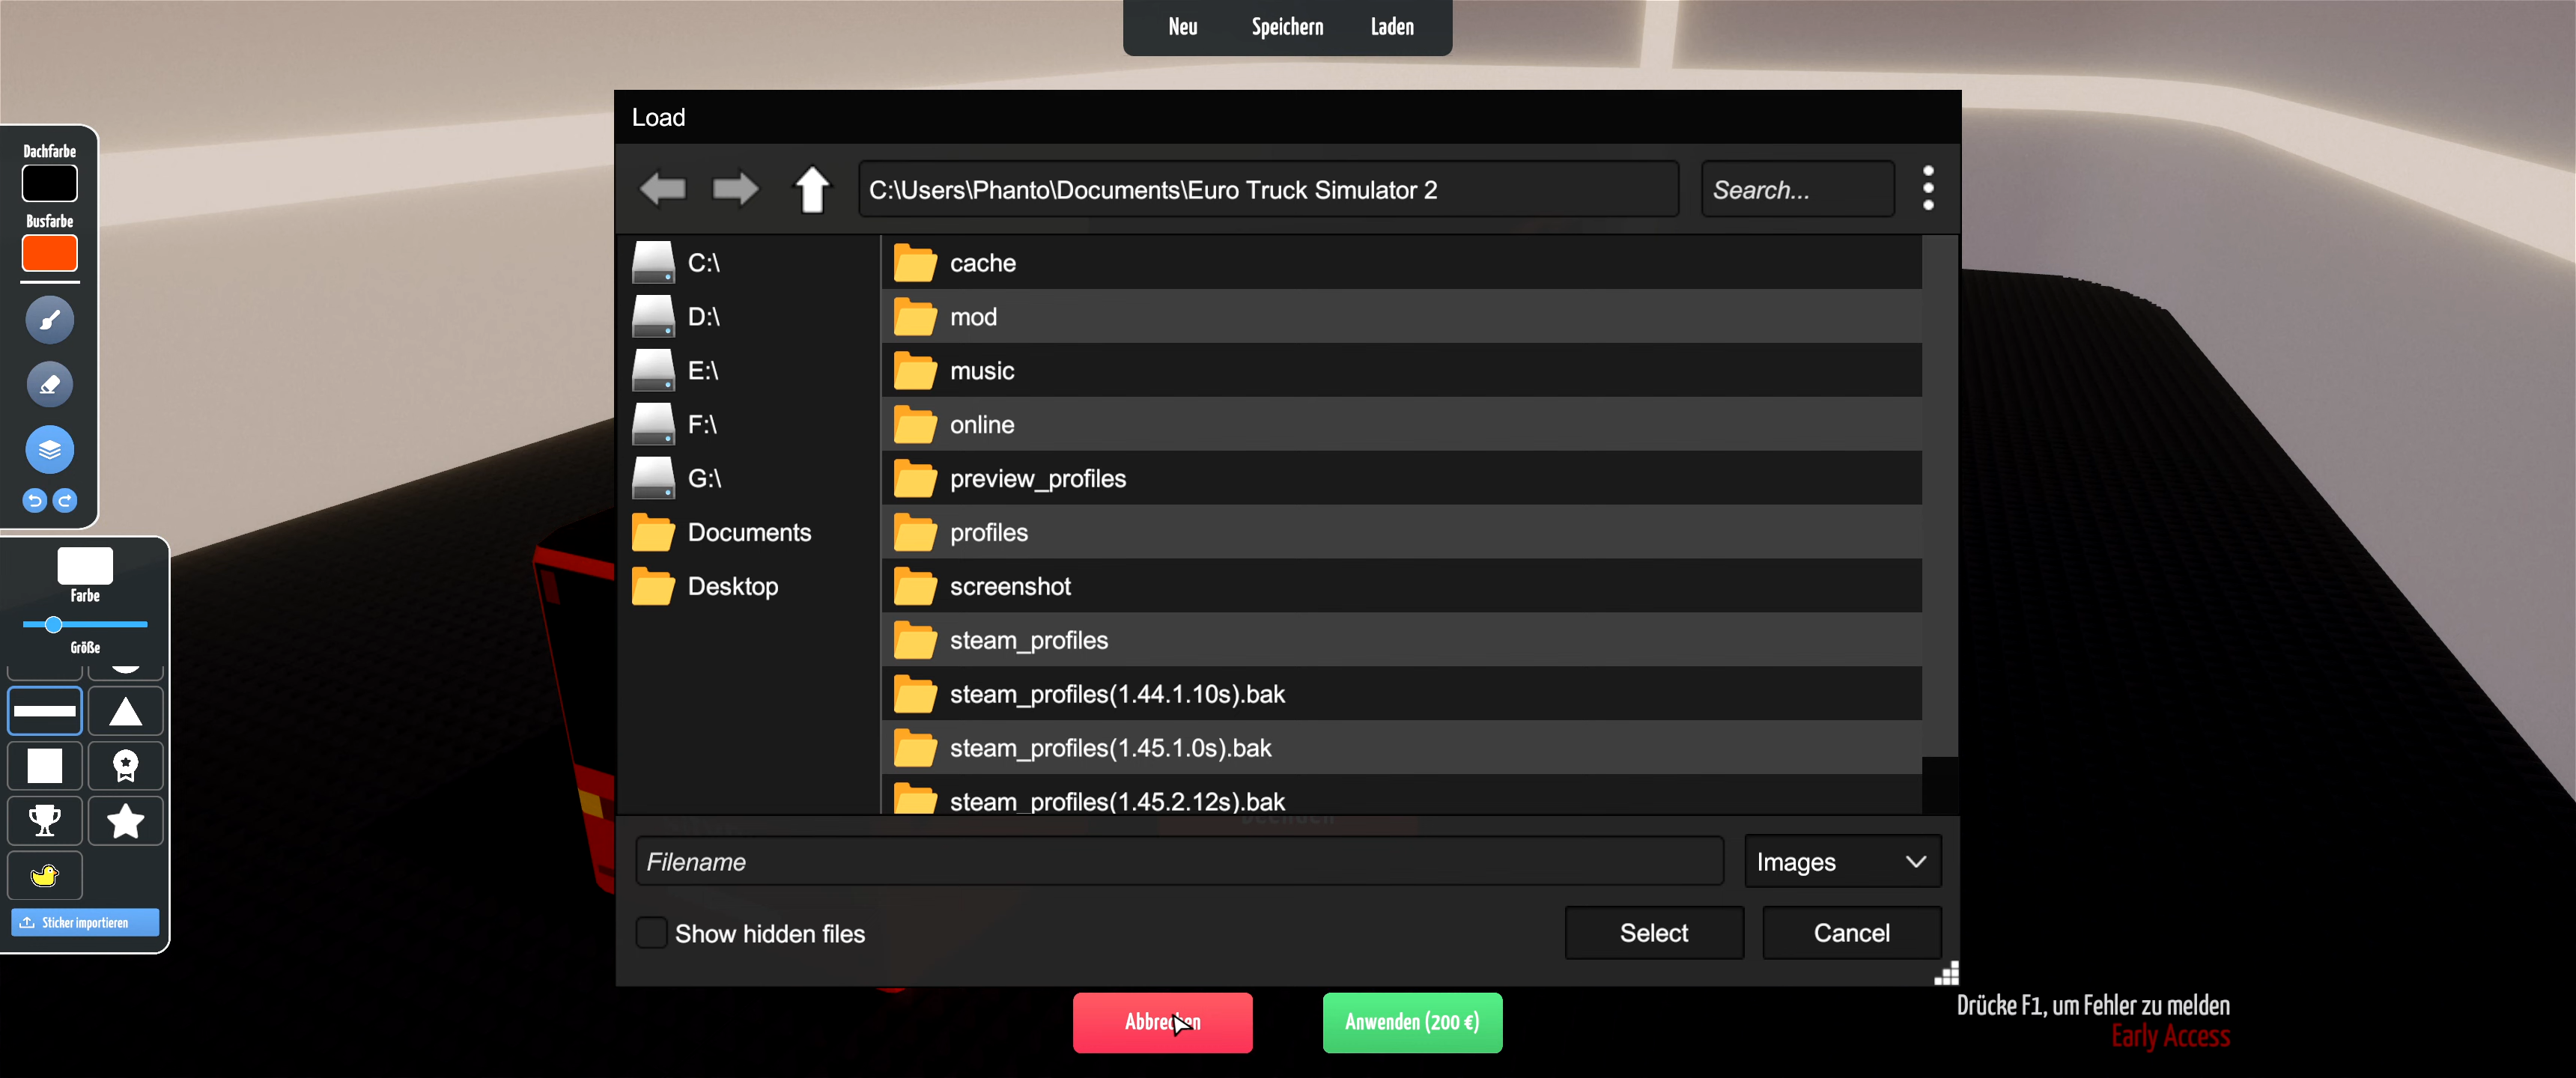 Neu Speichern Laden
Load
C:\Users\Phanto\Documents\Euro Truck Simulator 2
Search...
C:\
D:\
E:\
F:\
G:\
Documents
Desktop
cache
mod
music
online
preview_profiles
profiles
screenshot
steam_profiles
steam_profiles(1.44.1.10s).bak
steam_profiles(1.45.1.0s).bak
steam_profiles(1.45.2.12s).bak
Filename
Images
Show hidden files
Select
Cancel
Dachfarbe
Busfarbe
Farbe
Größe
Sticker importieren
Beenden
Abbrechen
Anwenden (200 €)
Drücke F1, um Fehler zu melden
Early Access